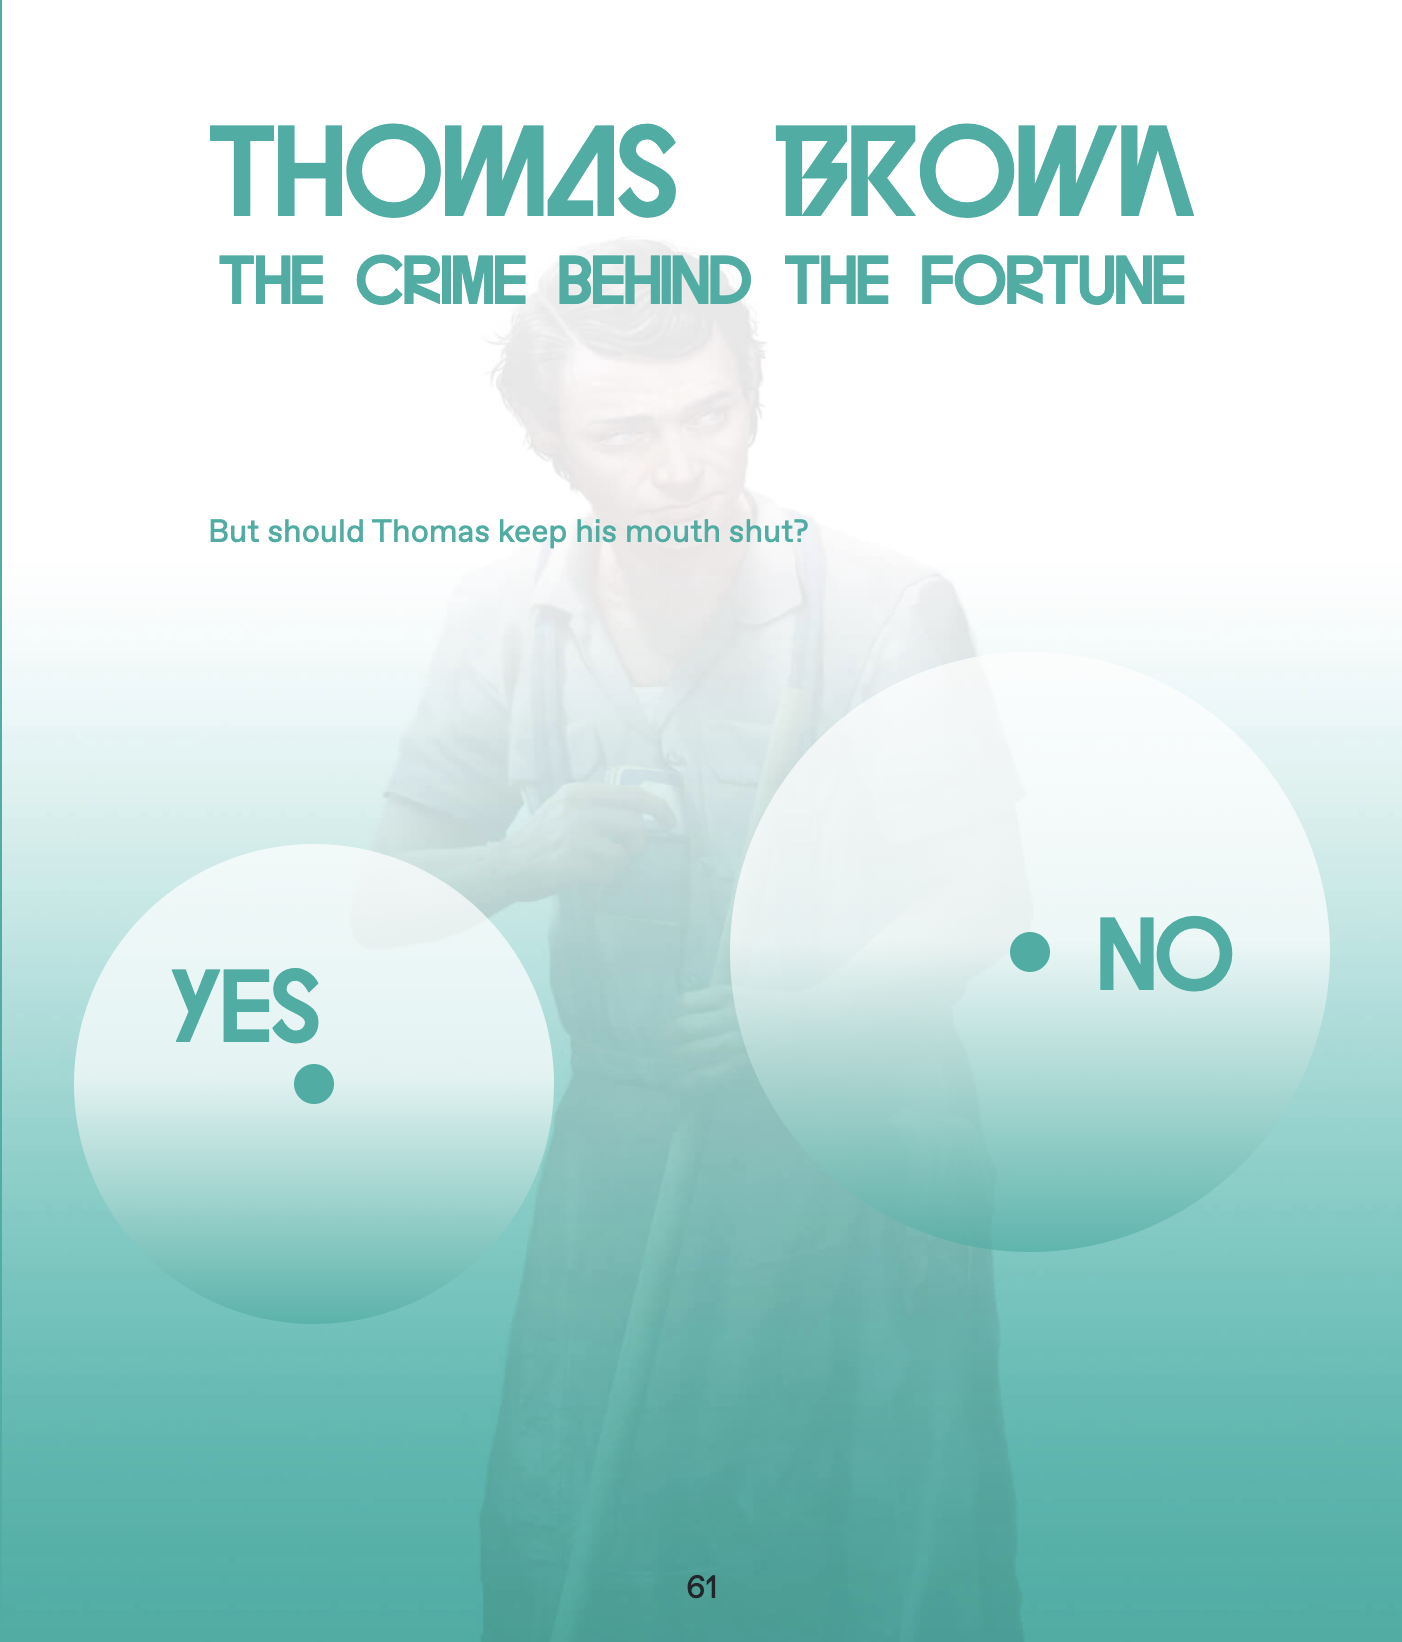 THOMAS BROWN
THE CRIME BEHIND THE FORTUNE
But should Thomas keep his mouth shut?
YES
NO
61